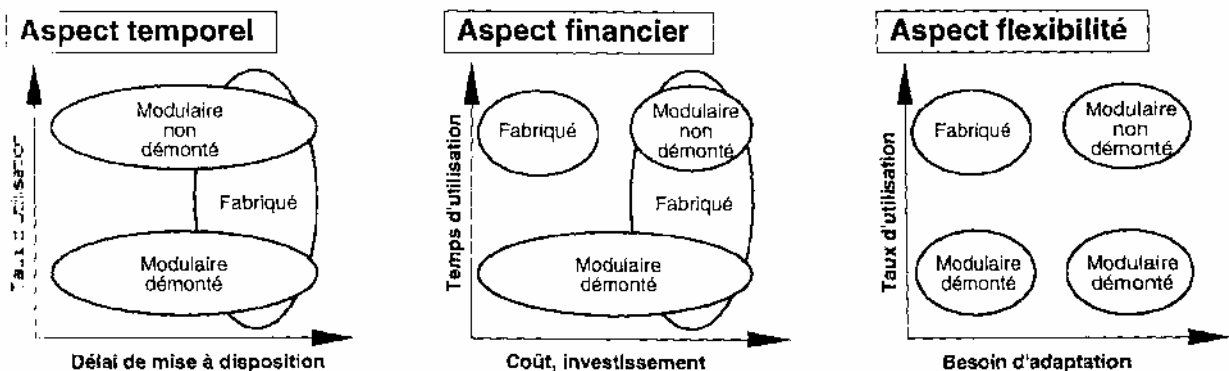 Aspect temporel
Taux d'utilisation
Modulaire
non
démonté
Fabriqué
Modulaire
démonté
Délai de mise à disposition
Aspect financier
Temps d'utilisation
Fabriqué
Modulaire
non
démonté
Fabriqué
Modulaire
démonté
Coût, investissement
Aspect flexibilité
Taux d'utilisation
Fabriqué
Modulaire
non
démonté
Modulaire
démonté
Modulaire
démonté
Besoin d'adaptation